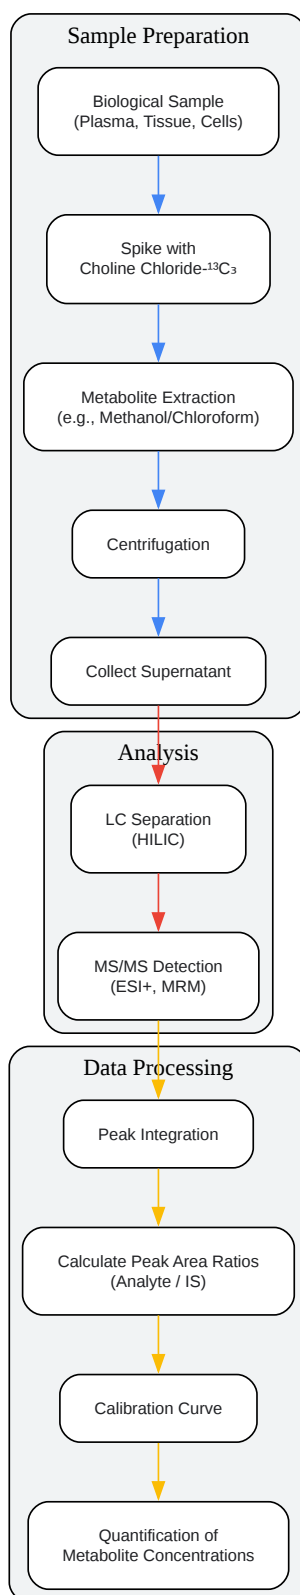 Sample Preparation
Biological Sample
(Plasma, Tissue, Cells)
Spike with
Choline Chloride-¹³C₃
Metabolite Extraction
(e.g., Methanol/Chloroform)
Centrifugation
Collect Supernatant
Analysis
LC Separation
(HILIC)
MS/MS Detection
(ESI+, MRM)
Data Processing
Peak Integration
Calculate Peak Area Ratios
(Analyte / IS)
Calibration Curve
Quantification of
Metabolite Concentrations